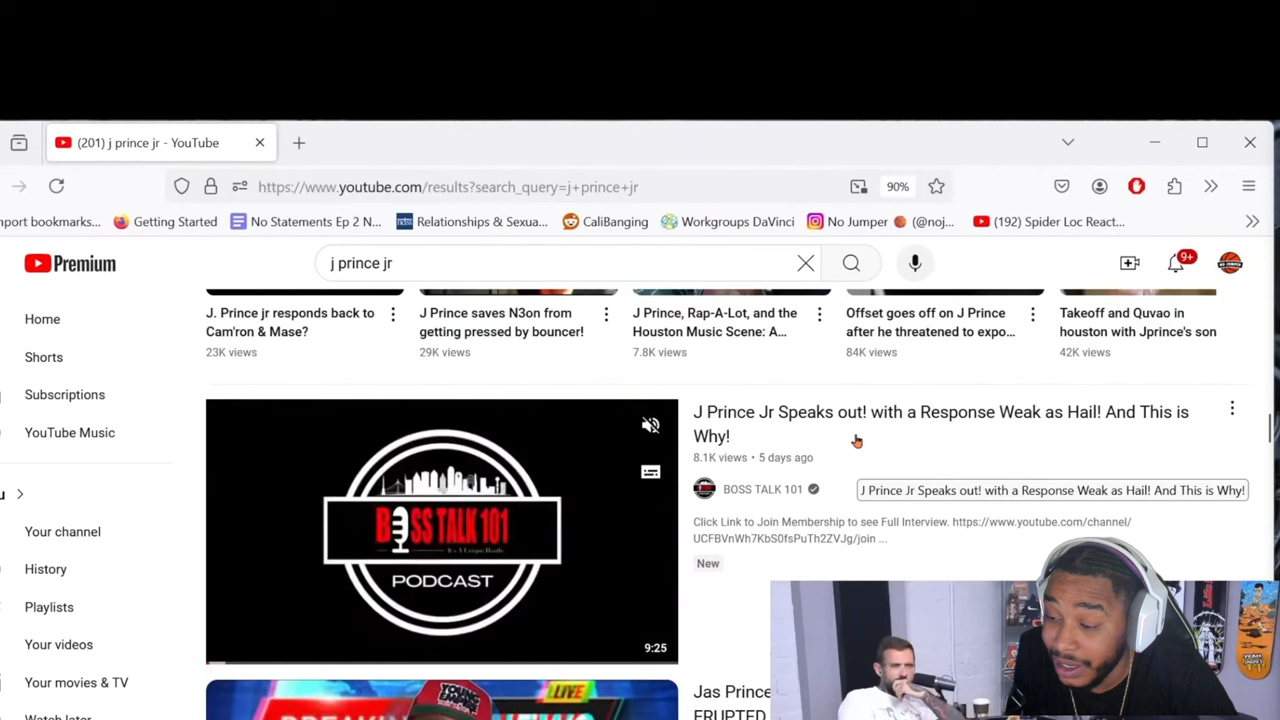 (201) j prince jr - YouTube
https://www.youtube.com/results?search_query=j+prince+jr
90%
nport bookmarks...
Getting Started
No Statements Ep 2 N...
Relationships & Sexua...
CaliBanging
Workgroups DaVinci
No Jumper 🏀 (@noj...
(192) Spider Loc React...
Premium
j prince jr
9+
Home
Shorts
Subscriptions
YouTube Music
u
Your channel
History
Playlists
Your videos
Your movies & TV
Watch later
J. Prince jr responds back to
Cam'ron & Mase?
23K views
J Prince saves N3on from
getting pressed by bouncer!
29K views
J Prince, Rap-A-Lot, and the
Houston Music Scene: A...
7.8K views
Offset goes off on J Prince
after he threatened to expo...
84K views
Takeoff and Quvao in
houston with Jprince's son
42K views
BOSS TALK 101
PODCAST
9:25
J Prince Jr Speaks out! with a Response Weak as Hail! And This is
Why!
8.1K views • 5 days ago
BOSS TALK 101
J Prince Jr Speaks out! with a Response Weak as Hail! And This is Why!
Click Link to Join Membership to see Full Interview. https://www.youtube.com/channel/
UCFBVnWh7KbS0fsPuTh2ZVJg/join ...
New
LIVE
YOUNG
Jas Prince
ERUPTED